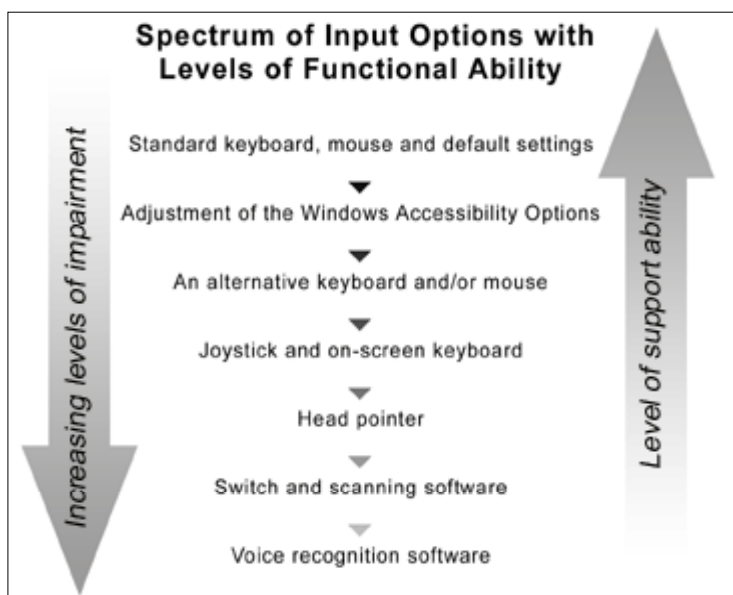 Spectrum of Input Options with
Levels of Functional Ability
Increasing levels of impairment
Standard keyboard, mouse and default settings
Adjustment of the Windows Accessibility Options
An alternative keyboard and/or mouse
Joystick and on-screen keyboard
Head pointer
Switch and scanning software
Voice recognition software
Level of support ability